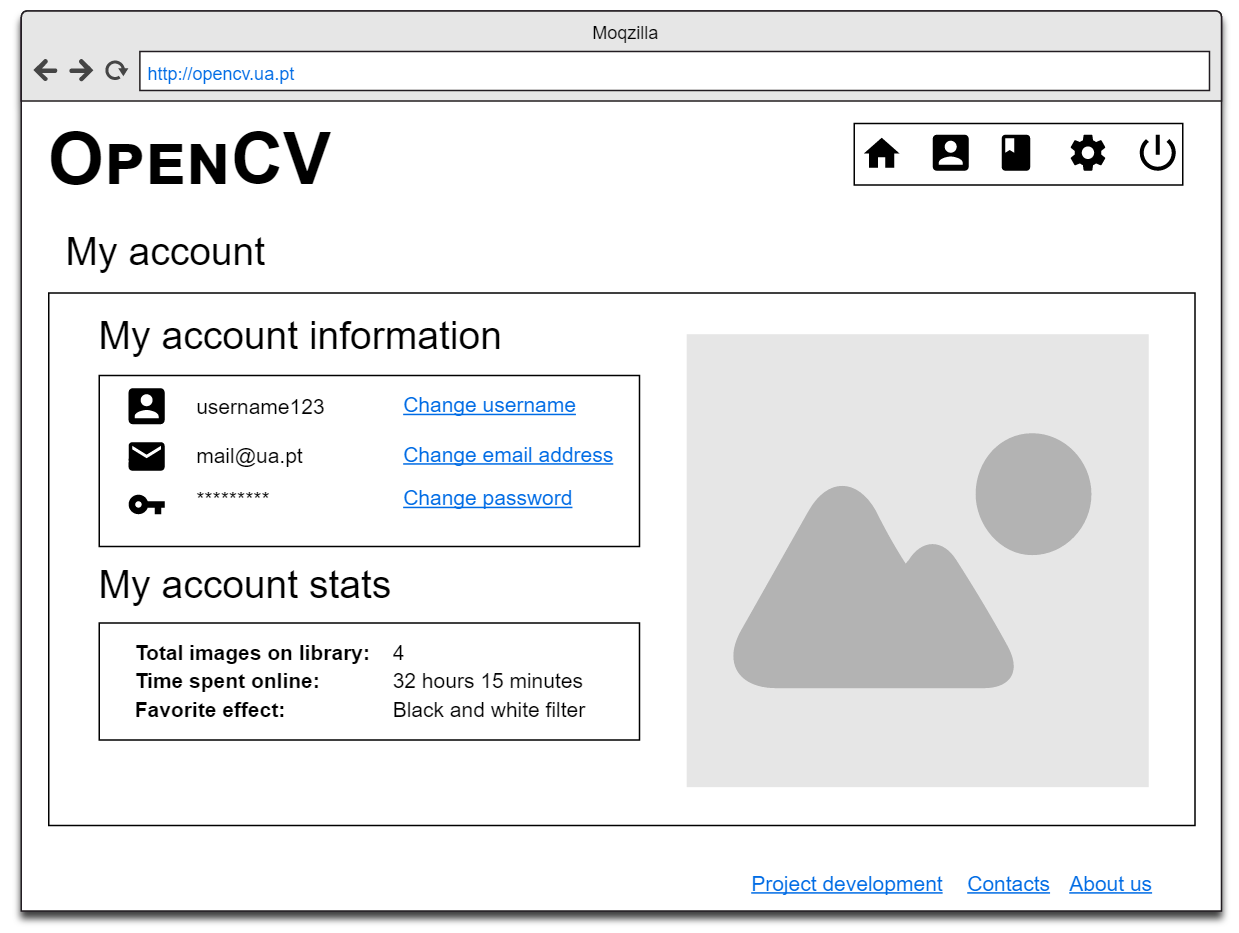 Moqzilla
http://opencv.ua.pt
OPENCV
My account
My account information
username123 Change username
mail@ua.pt Change email address
********* Change password
My account stats
Total images on library: 4
Time spent online: 32 hours 15 minutes
Favorite effect: Black and white filter
Project development Contacts About us